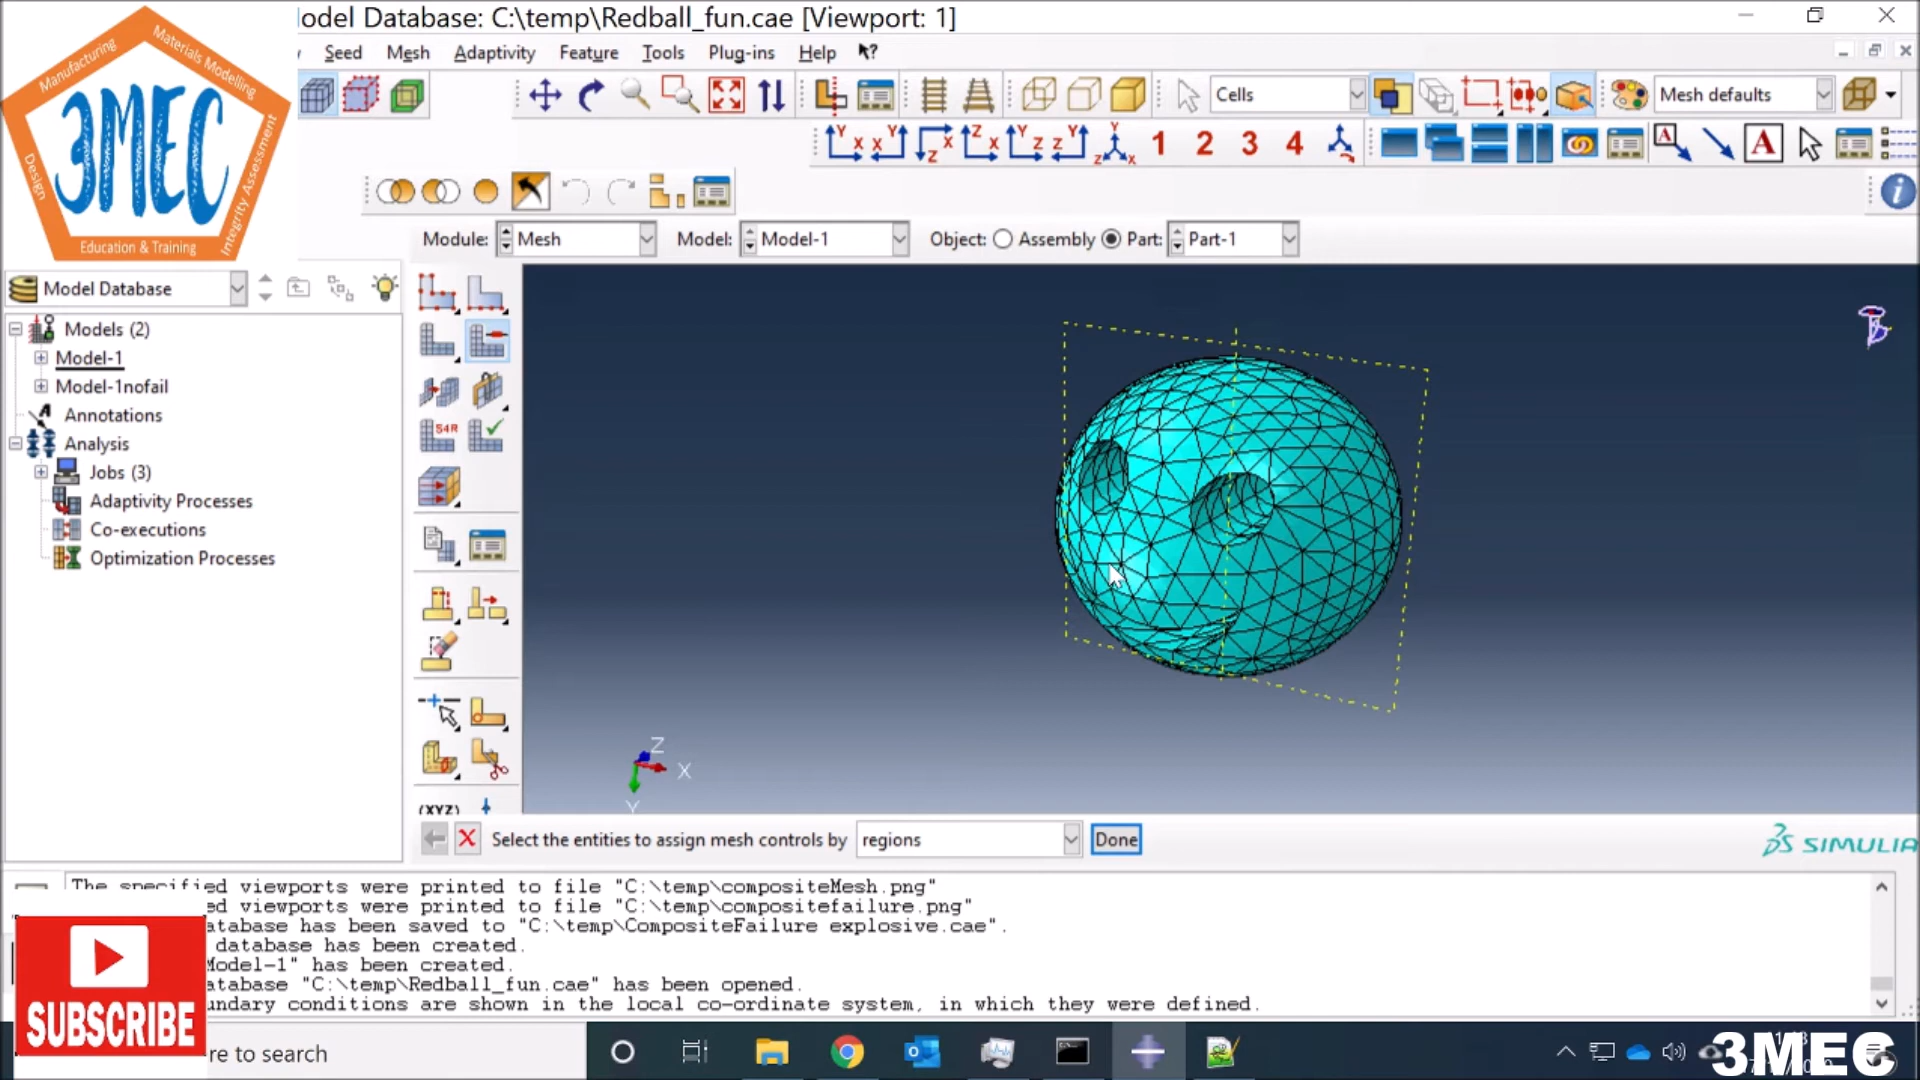 Model Database: C:\temp\Redball_fun.cae [Viewport: 1]
Seed Mesh Adaptivity Feature Tools Plug-ins Help
Manufacturing
Materials Modelling
3MEC
Design
Integrity Assessment
Education & Training
Cells
Mesh defaults
1 2 3 4
A
Module: Mesh Model: Model-1 Object: Assembly Part: Part-1
Model Database
Models (2)
Model-1
Model-1nofail
Annotations
Analysis
Jobs (3)
Adaptivity Processes
Co-executions
Optimization Processes
S4R
(XYZ)
Z
X
Y
Select the entities to assign mesh controls by regions Done
SIMULIA
The specified viewports were printed to file "C:\temp\compositeMesh.png"
ed viewports were printed to file "C:\temp\compositefailure.png"
atabase has been saved to "C:\temp\CompositeFailure explosive.cae".
database has been created.
Model-1" has been created.
atabase "C:\temp\Redball_fun.cae" has been opened.
undary conditions are shown in the local co-ordinate system, in which they were defined.
SUBSCRIBE
re to search
3MEC